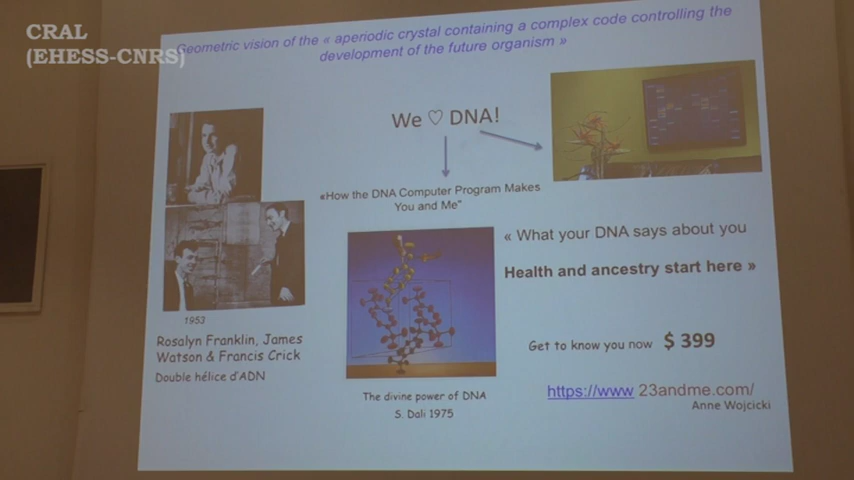 CRAL
(EHESS-CNRS)
Geometric vision of the « aperiodic crystal containing a complex code controlling the
development of the future organism »
We ♡ DNA!
«How the DNA Computer Program Makes
You and Me"
« What your DNA says about you
Health and ancestry start here »
1953
Rosalyn Franklin, James
Watson & Francis Crick
Double hélice d'ADN
Get to know you now $ 399
The divine power of DNA
S. Dali 1975
https://www 23andme.com/
Anne Wojcicki